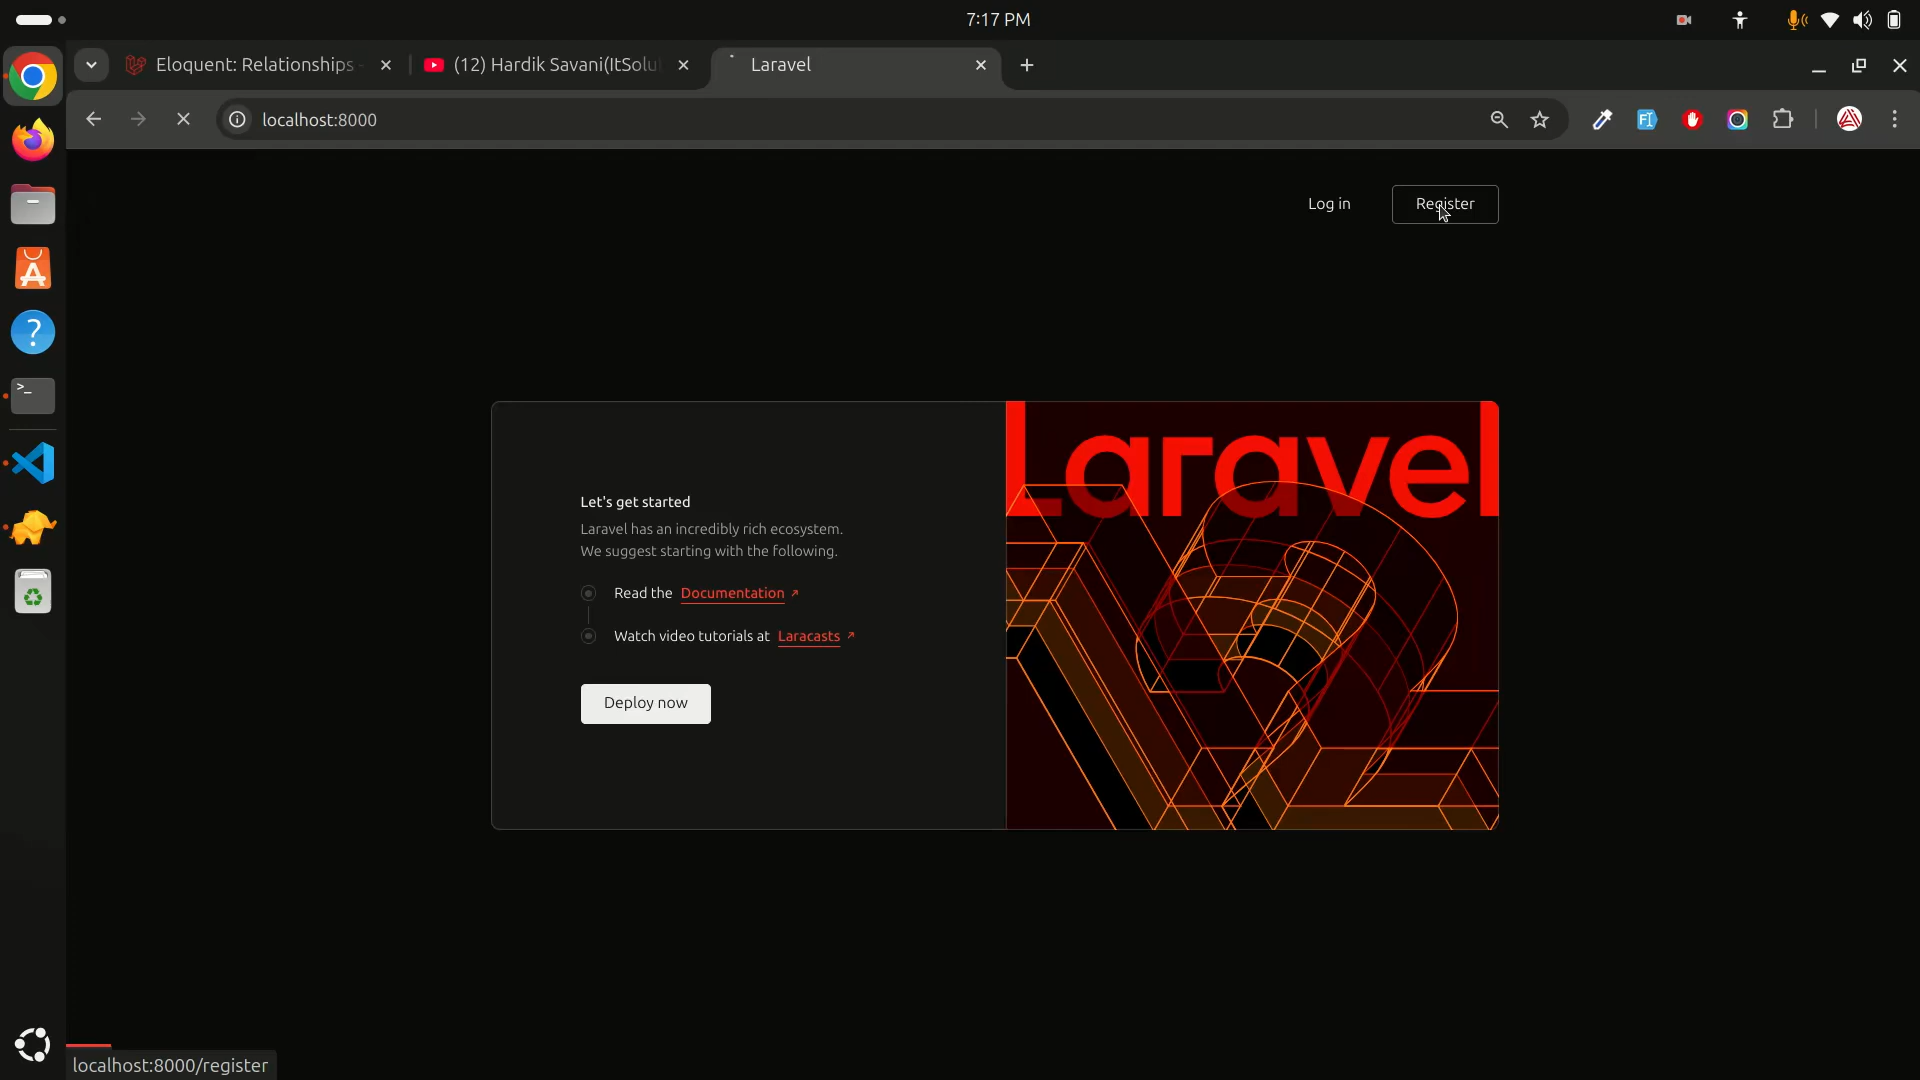 7:17 PM
Eloquent: Relationships -
(12) Hardik Savani(ItSolu
Laravel
localhost:8000
Log in
Register
Let's get started
Laravel has an incredibly rich ecosystem.
We suggest starting with the following.
Read the Documentation
Watch video tutorials at Laracasts
Deploy now
Laravel
localhost:8000/register